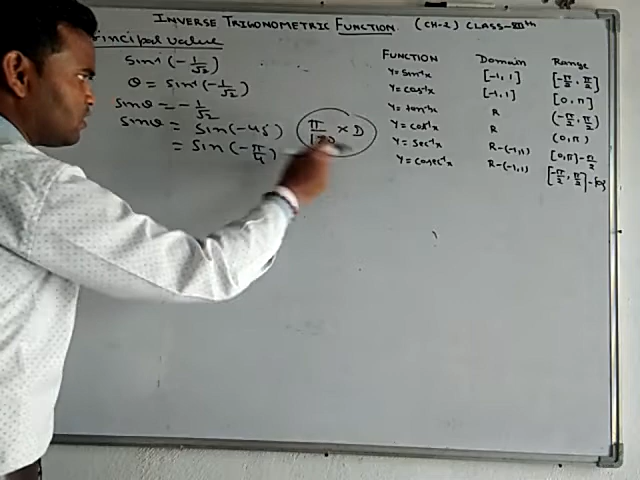 INVERSE TRIGONOMETRIC FUNCTION (CH-2) CLASS-XIIth
rincipal value
Sin⁻¹(-1/√2)
θ = Sin⁻¹(-1/√2)
Sinθ = -1/√2
Sinθ = Sin(-45)
= Sin(-π/4)
π/180 × D
FUNCTION Domain Range
Y = Sin⁻¹x [-1, 1] [-π/2, π/2]
Y = Cos⁻¹x [-1, 1] [0, π]
Y = tan⁻¹x R (-π/2, π/2)
Y = Cot⁻¹x R (0, π)
Y = Sec⁻¹x R-(-1,1) [0, π] - π/2
Y = Cosec⁻¹x R-(-1,1) [-π/2, π/2] - {0}